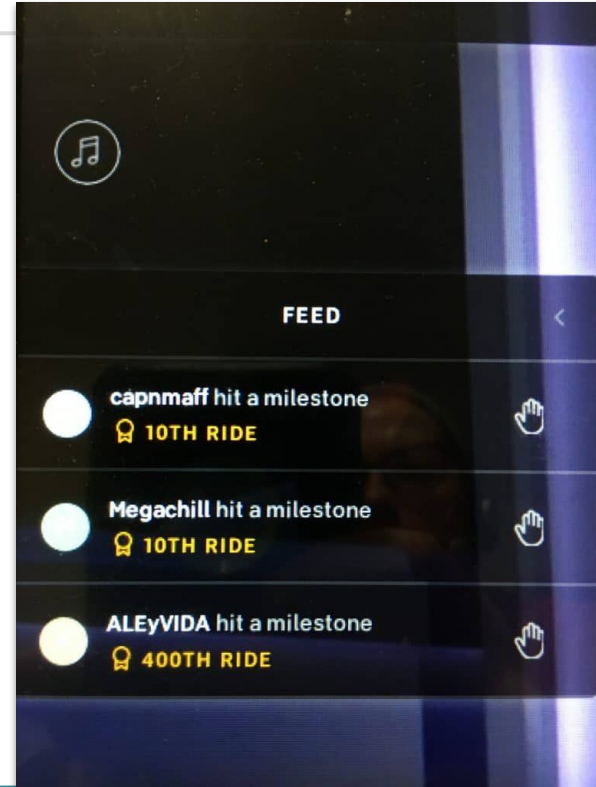 FEED
capnmaff hit a milestone
10TH RIDE
Megachill hit a milestone
10TH RIDE
ALEyVIDA hit a milestone
400TH RIDE